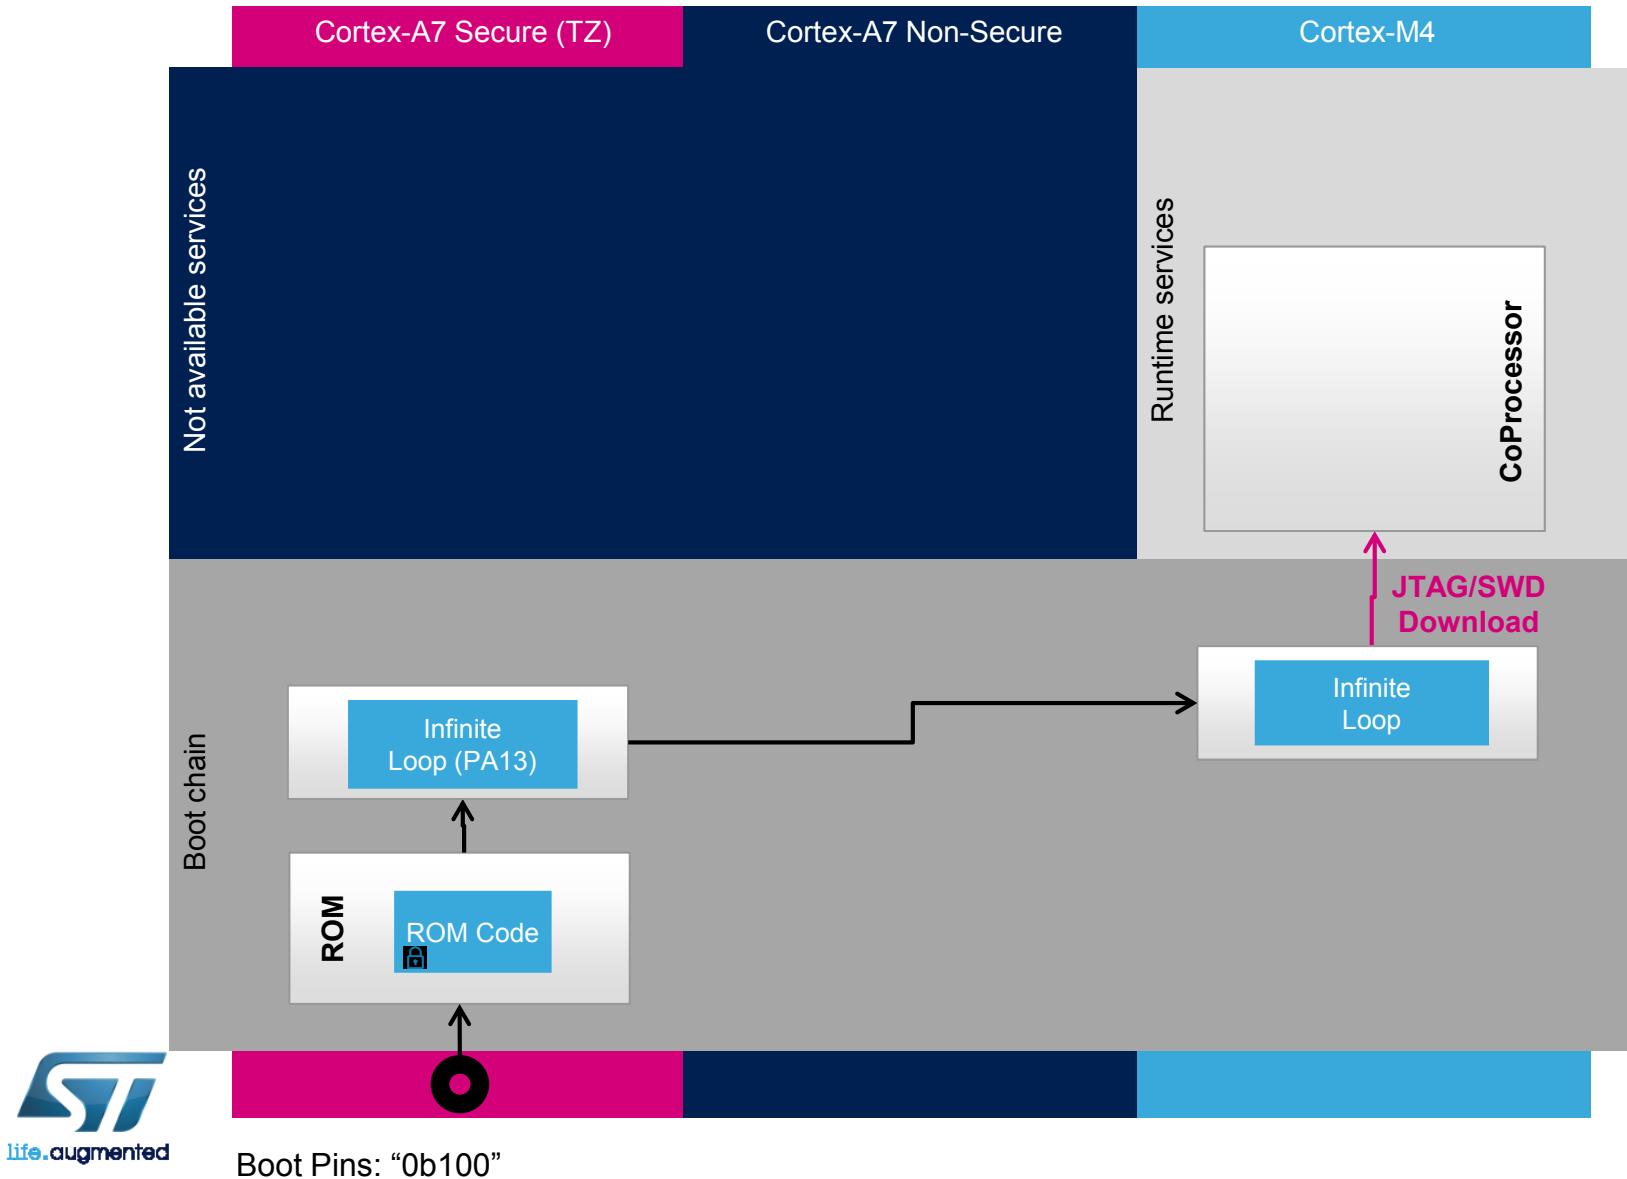 Cortex-A7 Secure (TZ)
Cortex-A7 Non-Secure
Cortex-M4
Not available services
Runtime services
CoProcessor
JTAG/SWD
Download
Infinite
Loop
Infinite
Loop (PA13)
Boot chain
ROM
ROM Code
ST
life.augmented
Boot Pins: “0b100”